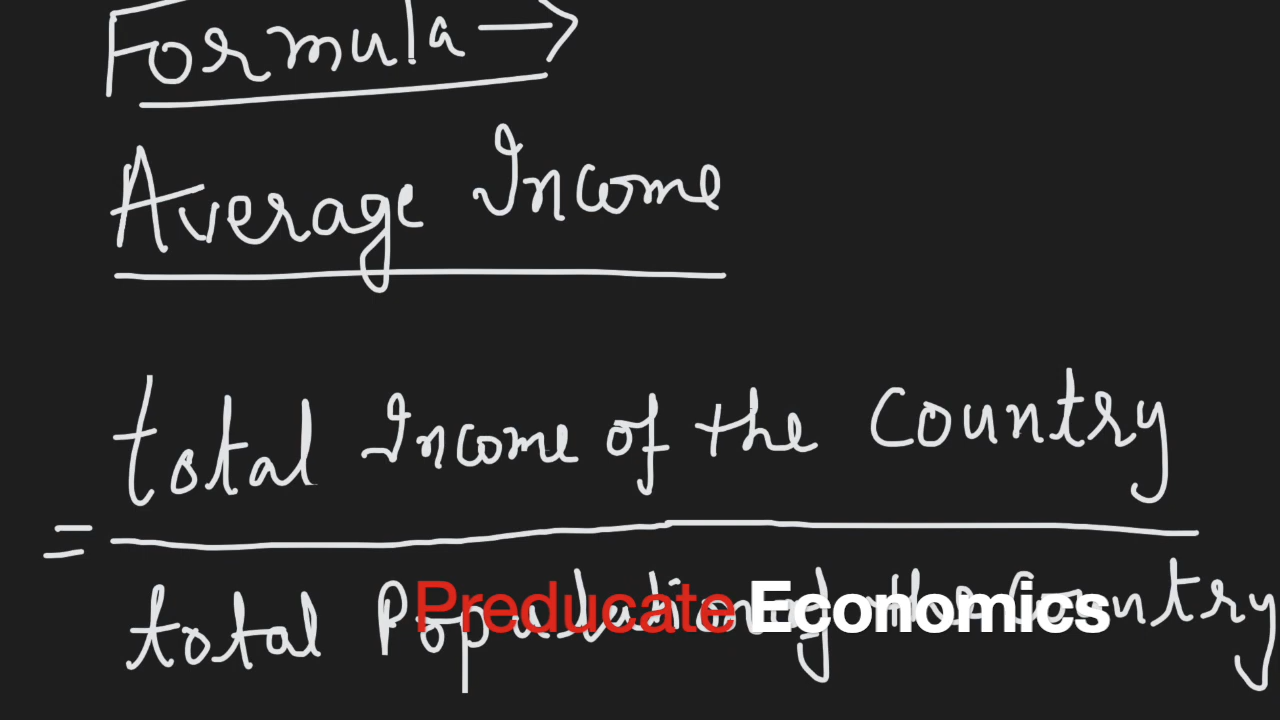 Formula →
Average Income
total Income of the Country
=
total Population of the Country
Preducate Economics